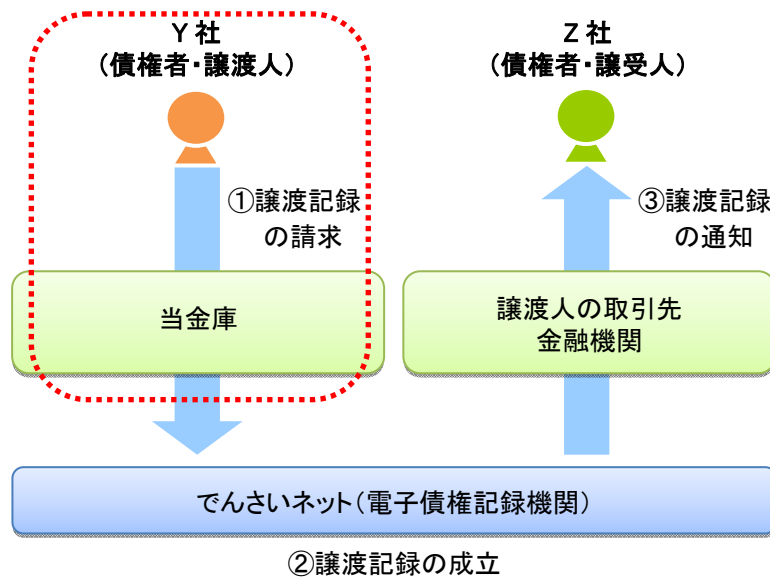 Y 社
(債権者・譲渡人)
Z 社
(債権者・譲受人)
①譲渡記録
の請求
③譲渡記録
の通知
当金庫
譲渡人の取引先
金融機関
でんさいネット(電子債権記録機関)
②譲渡記録の成立